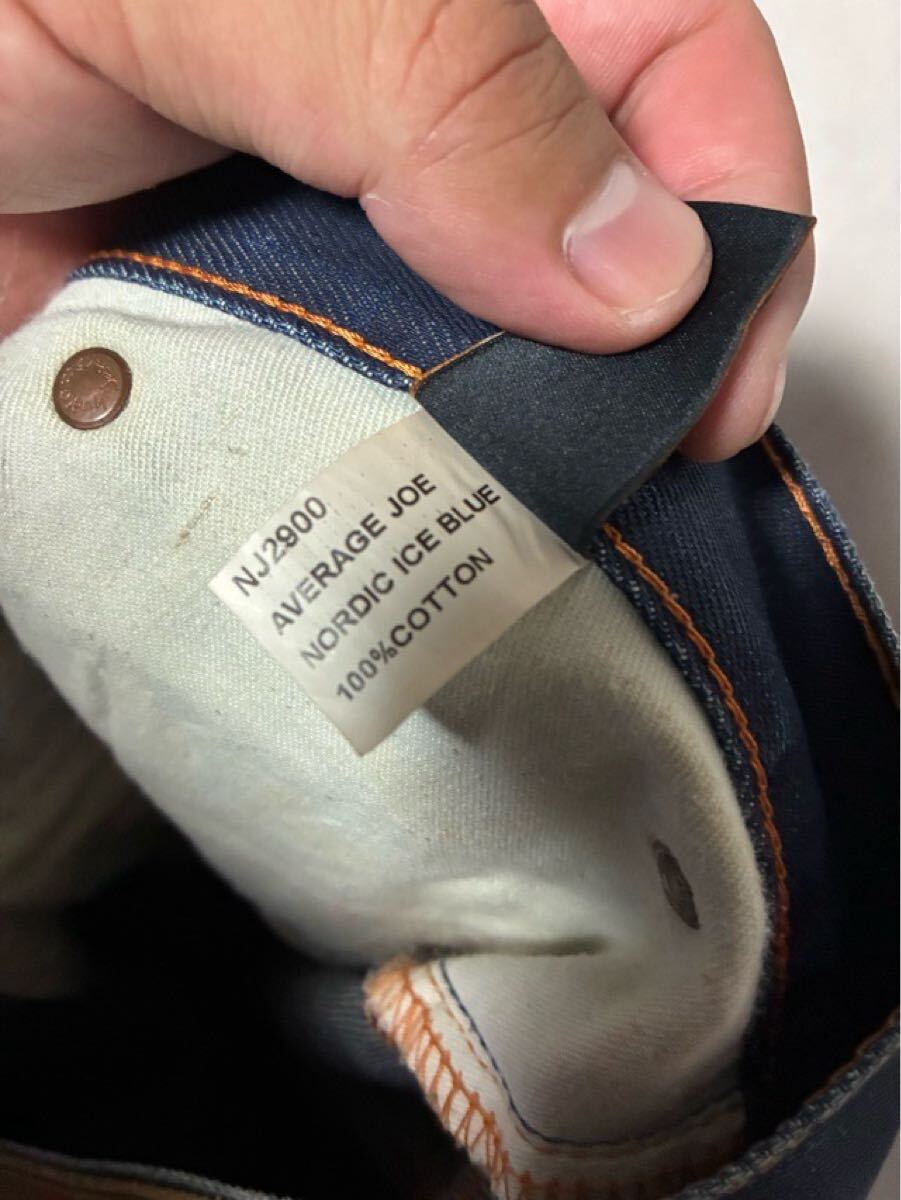 NJ2900
AVERAGE JOE
NORDIC ICE BLUE
100%COTTON